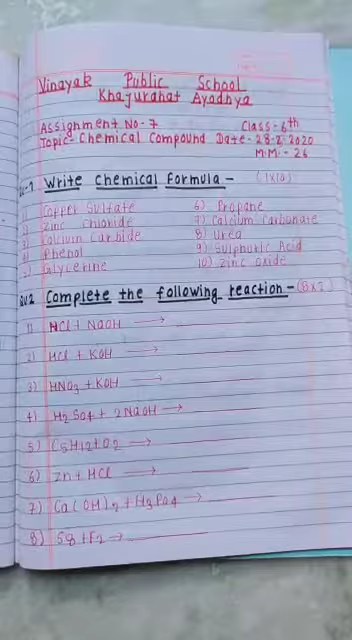 Vinayak Public School
Khajurahat Ayodhya
Assignment No-7 Class-6th
Topic-Chemical Compound Date-28-2-2020
M.M.-26
Qu-1 Write Chemical formula- (1x10)
1) Copper Sulfate 6) Propane
2) Zinc Chloride 7) Calcium Carbonate
3) Calcium Carbide 8) Urea
4) Phenol 9) Sulphuric Acid
5) Glycerine 10) Zinc oxide
Qu2 Complete the following reaction-(8x2)
1) HCl + NaOH →
2) HCl + KOH →
3) HNO3 + KOH →
4) H2SO4 + 2NaOH →
5) C5H12+O2 →
6) Zn + HCl →
7) Ca(OH)2 + H3PO4 →
8) S8+F2 →